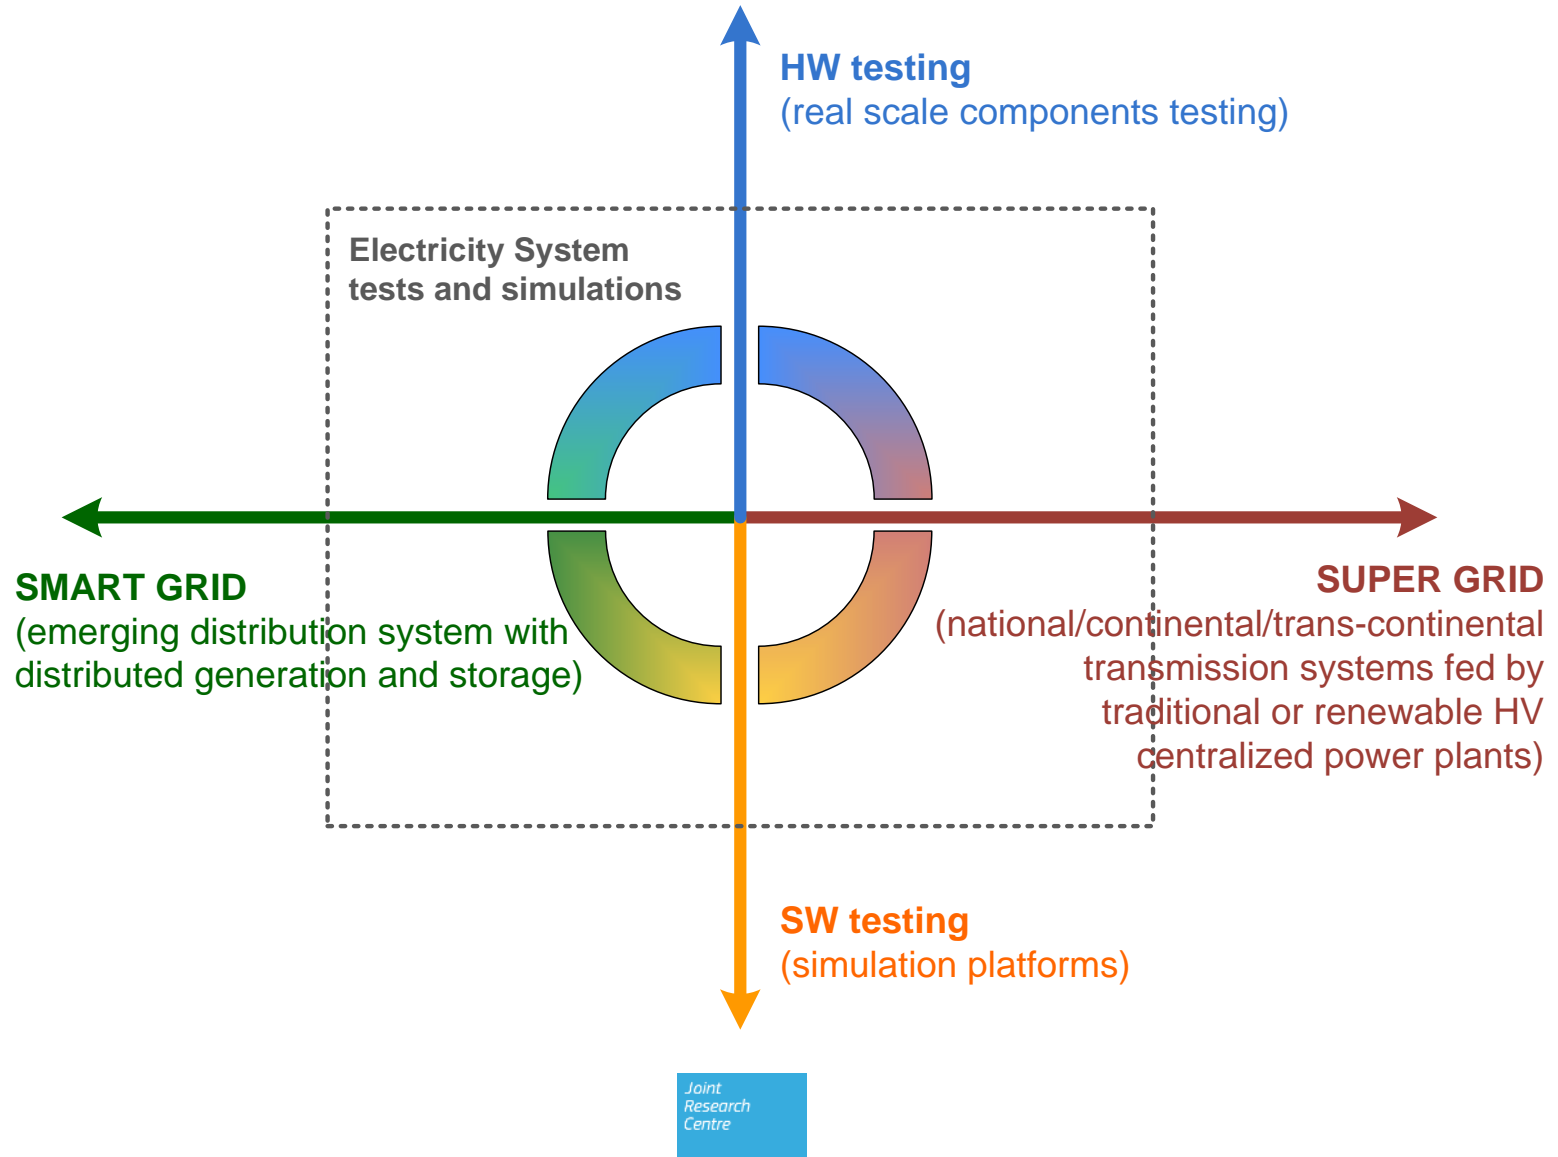 HW testing
(real scale components testing)
Electricity System
tests and simulations
SMART GRID
(emerging distribution system with
distributed generation and storage)
SUPER GRID
(national/continental/trans-continental
transmission systems fed by
traditional or renewable HV
centralized power plants)
SW testing
(simulation platforms)
Joint
Research
Centre